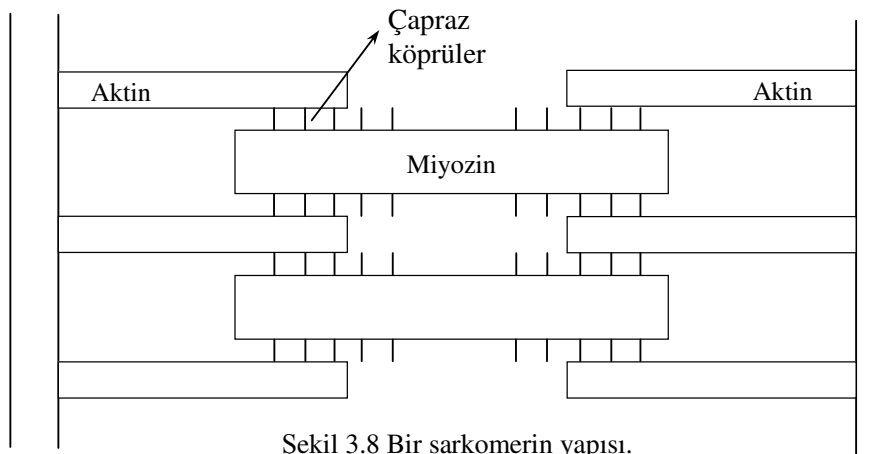 Çapraz
köprüler
Aktin
Aktin
Miyozin
Şekil 3.8 Bir sarkomerin yapısı.